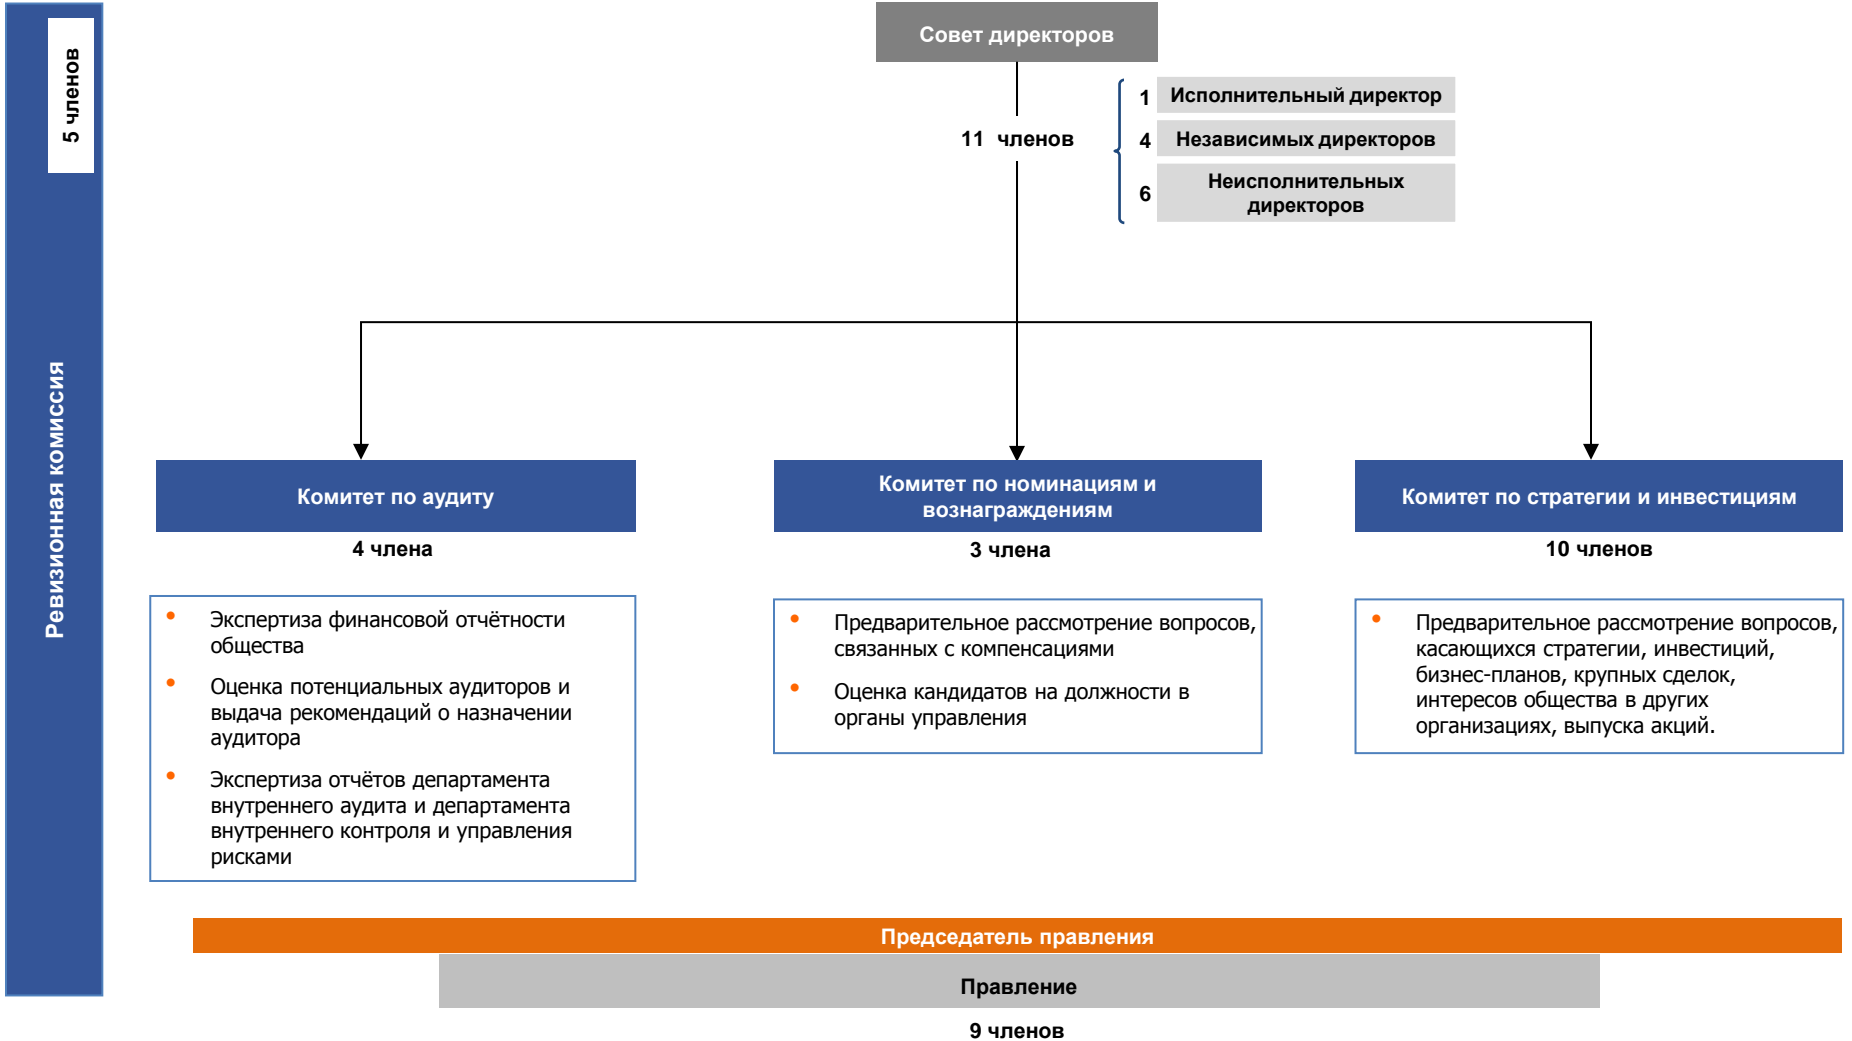 5 членов
Ревизионная комиссия
Совет директоров
11 членов
1 Исполнительный директор
4 Независимых директоров
6 Неисполнительных
директоров
Комитет по аудиту
4 члена
• Экспертиза финансовой отчётности
общества
• Оценка потенциальных аудиторов и
выдача рекомендаций о назначении
аудитора
• Экспертиза отчётов департамента
внутреннего аудита и департамента
внутреннего контроля и управления
рисками
Комитет по номинациям и
вознаграждениям
3 члена
• Предварительное рассмотрение вопросов,
связанных с компенсациями
• Оценка кандидатов на должности в
органы управления
Комитет по стратегии и инвестициям
10 членов
• Предварительное рассмотрение вопросов,
касающихся стратегии, инвестиций,
бизнес-планов, крупных сделок,
интересов общества в других
организациях, выпуска акций.
Председатель правления
Правление
9 членов